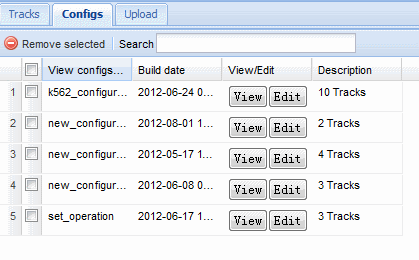 Tracks Configs Upload
Remove selected Search
View configs... Build date View/Edit Description
1 k562_configur... 2012-06-24 0... View Edit 10 Tracks
2 new_configur... 2012-08-01 1... View Edit 2 Tracks
3 new_configur... 2012-05-17 1... View Edit 4 Tracks
4 new_configur... 2012-06-08 0... View Edit 3 Tracks
5 set_operation 2012-06-17 1... View Edit 3 Tracks